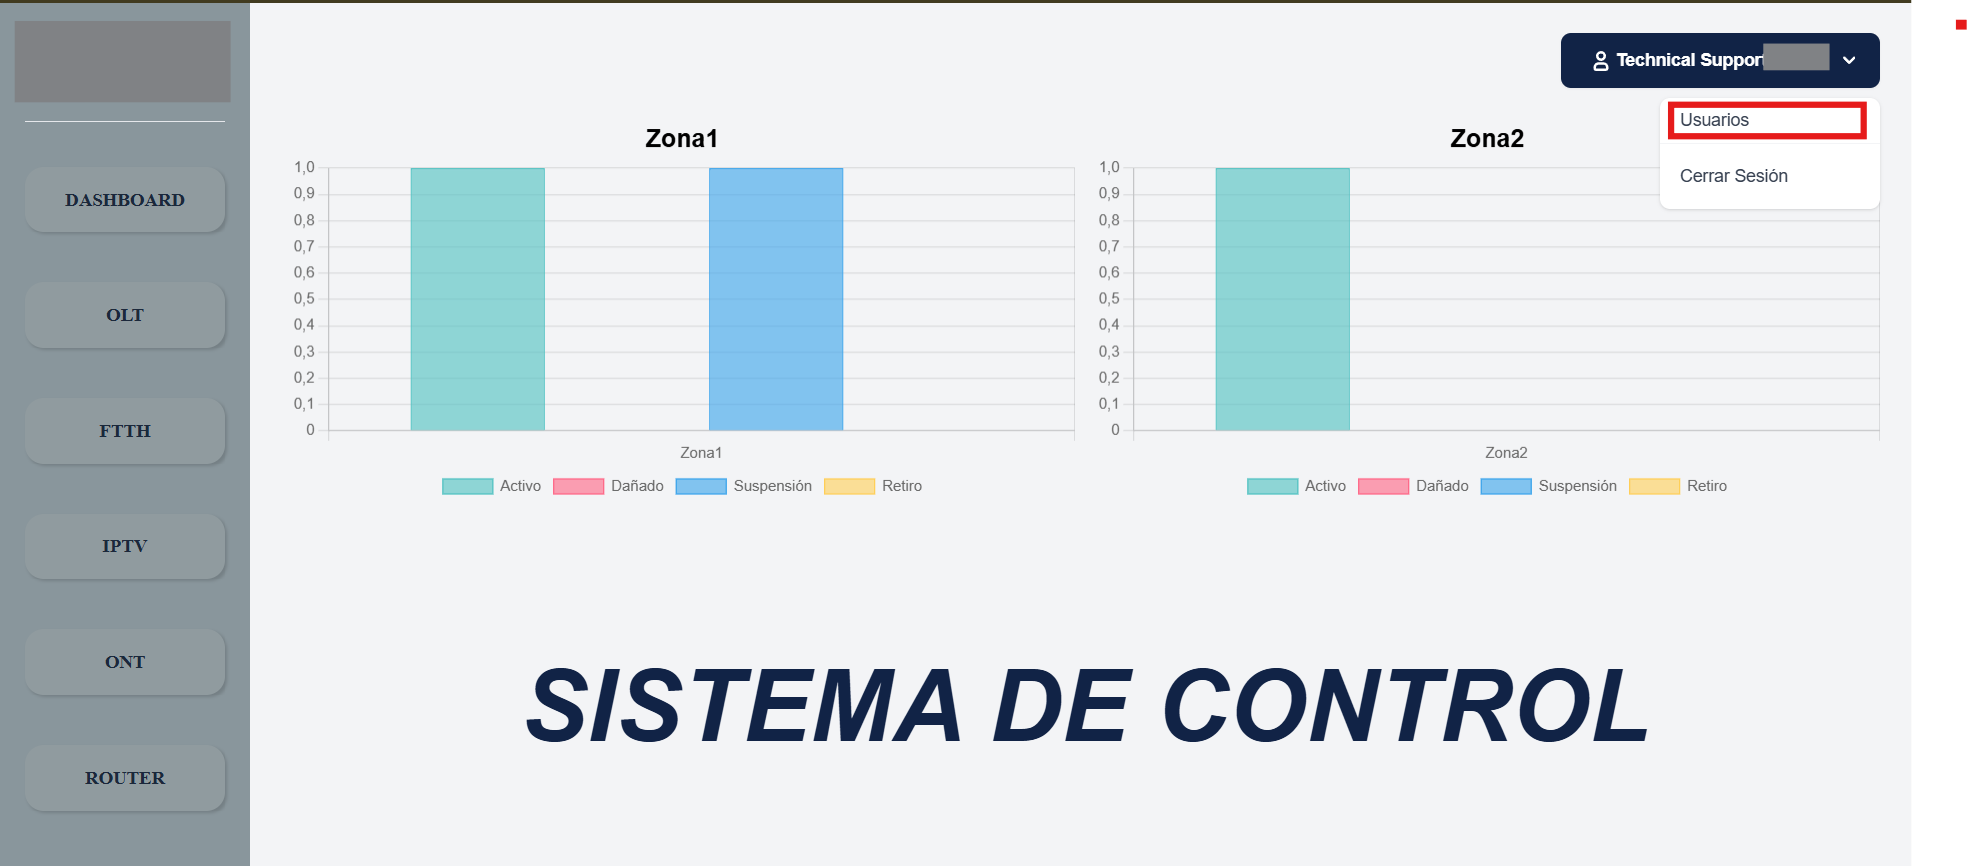 Technical Suppor
Usuarios
Cerrar Sesión
DASHBOARD
OLT
FTTH
IPTV
ONT
ROUTER
Zona1
1,0
0,9
0,8
0,7
0,6
0,5
0,4
0,3
0,2
0,1
0
Zona1
Activo Dañado Suspensión Retiro
Zona2
1,0
0,9
0,8
0,7
0,6
0,5
0,4
0,3
0,2
0,1
0
Zona2
Activo Dañado Suspensión Retiro
SISTEMA DE CONTROL